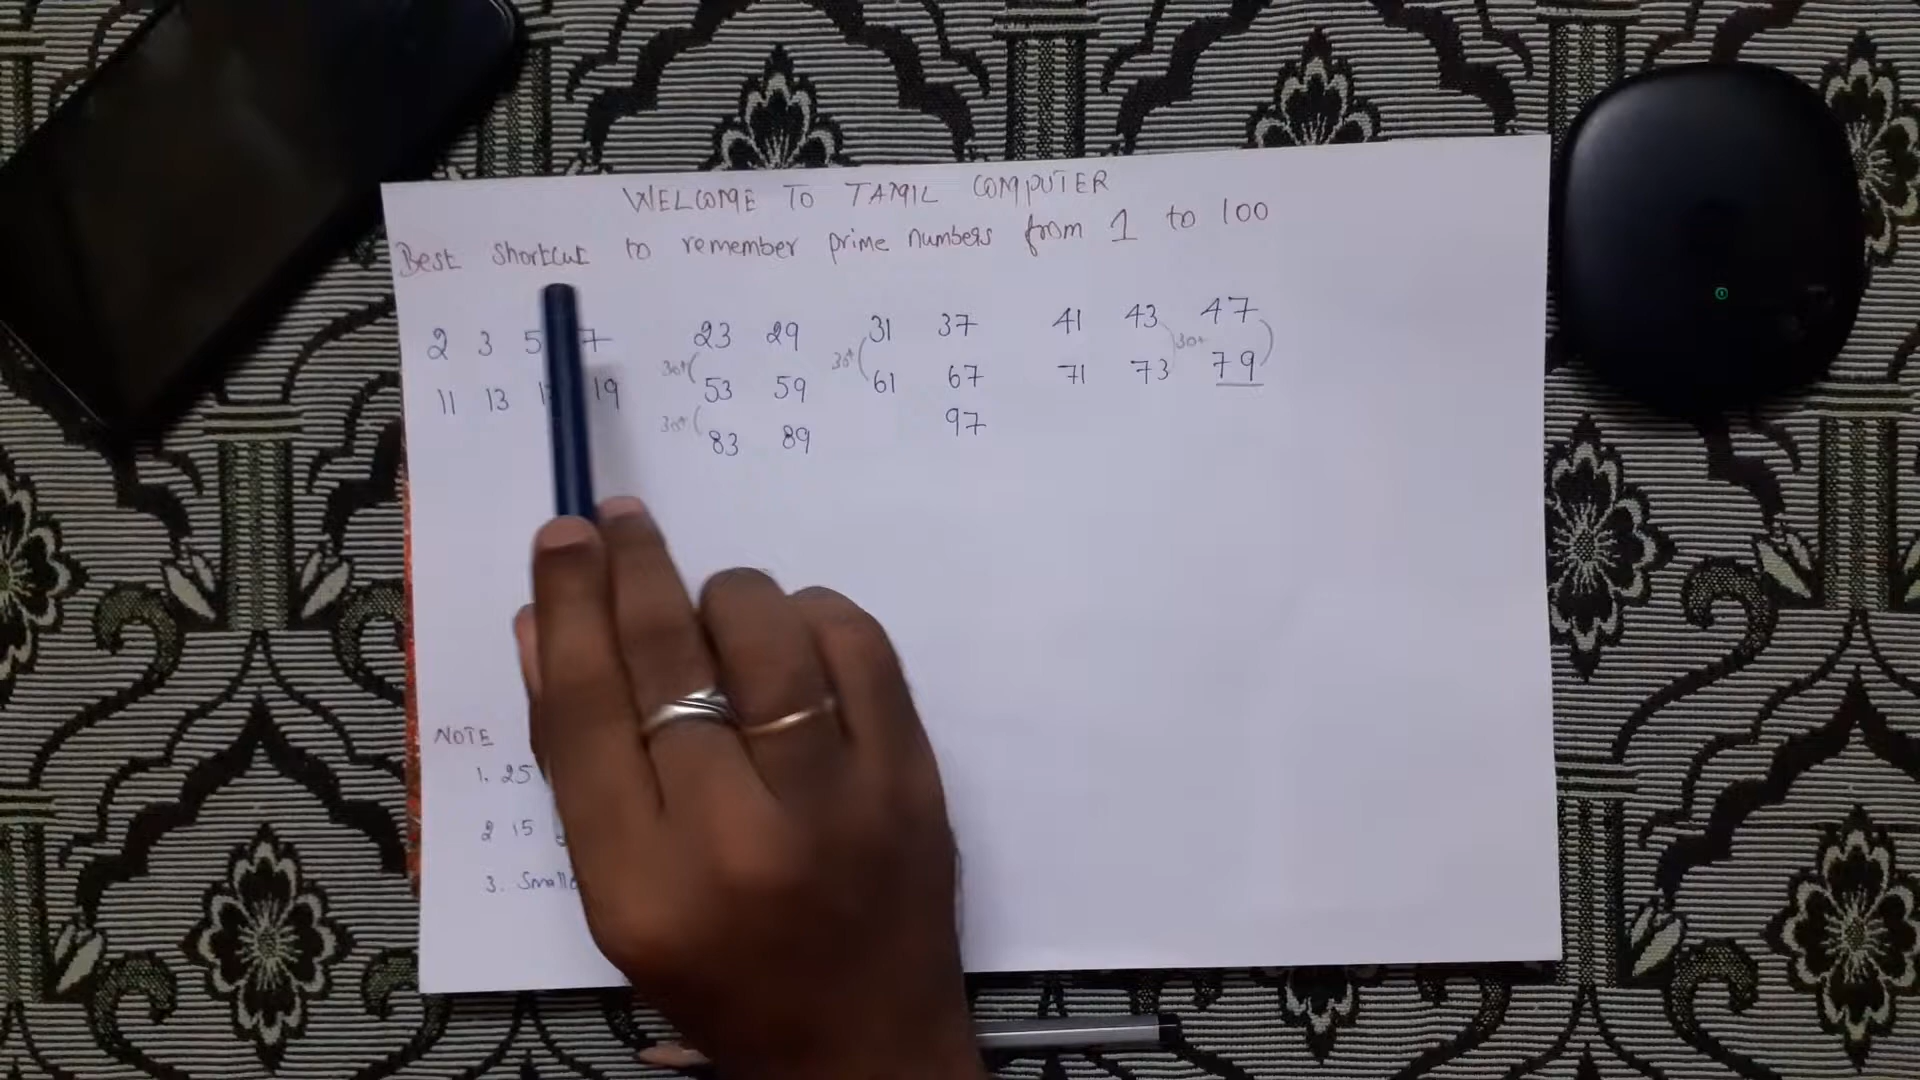 WELCOME TO TAMIL COMPUTER
Best shortcut to remember prime numbers from 1 to 100
2 3 5 7 23 29 31 37 41 43 47
30+ 30+ 30+
11 13 19 53 59 61 67 71 73 79
30+ 83 89 97
NOTE
1. 25
2 15
3.